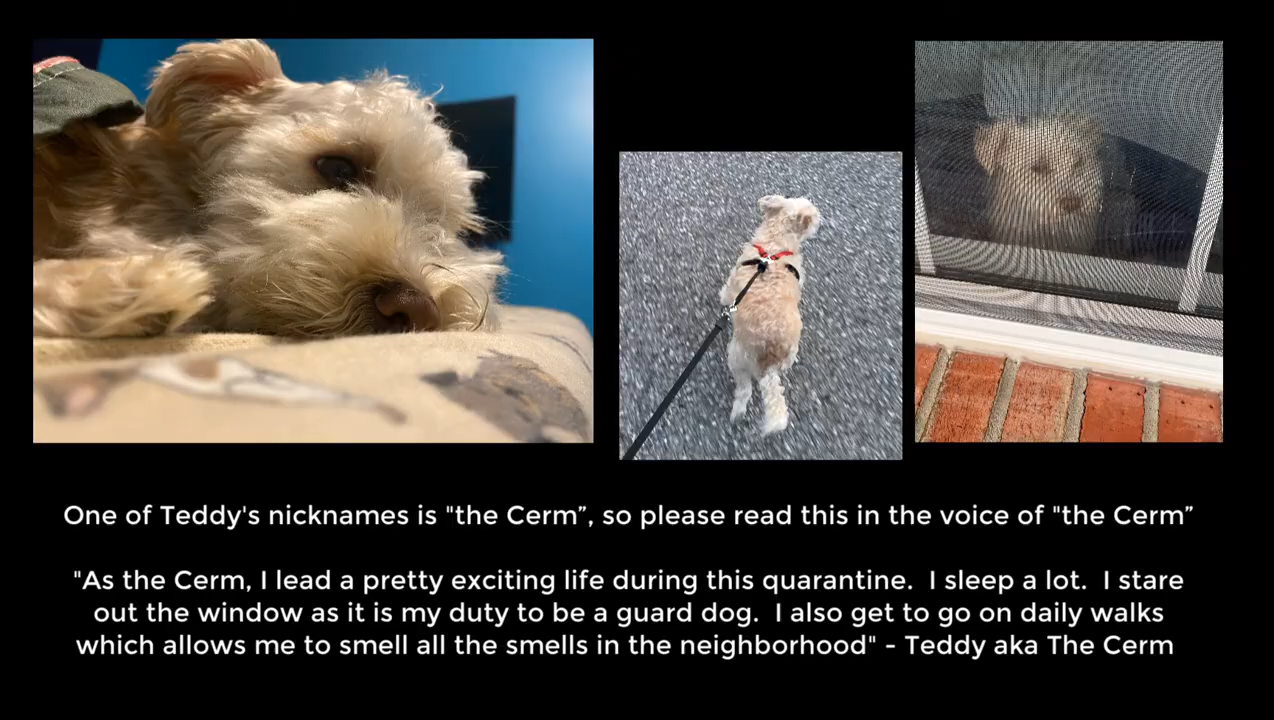 One of Teddy's nicknames is "the Cerm”, so please read this in the voice of "the Cerm”
"As the Cerm, I lead a pretty exciting life during this quarantine.  I sleep a lot.  I stare
out the window as it is my duty to be a guard dog.  I also get to go on daily walks
which allows me to smell all the smells in the neighborhood" - Teddy aka The Cerm